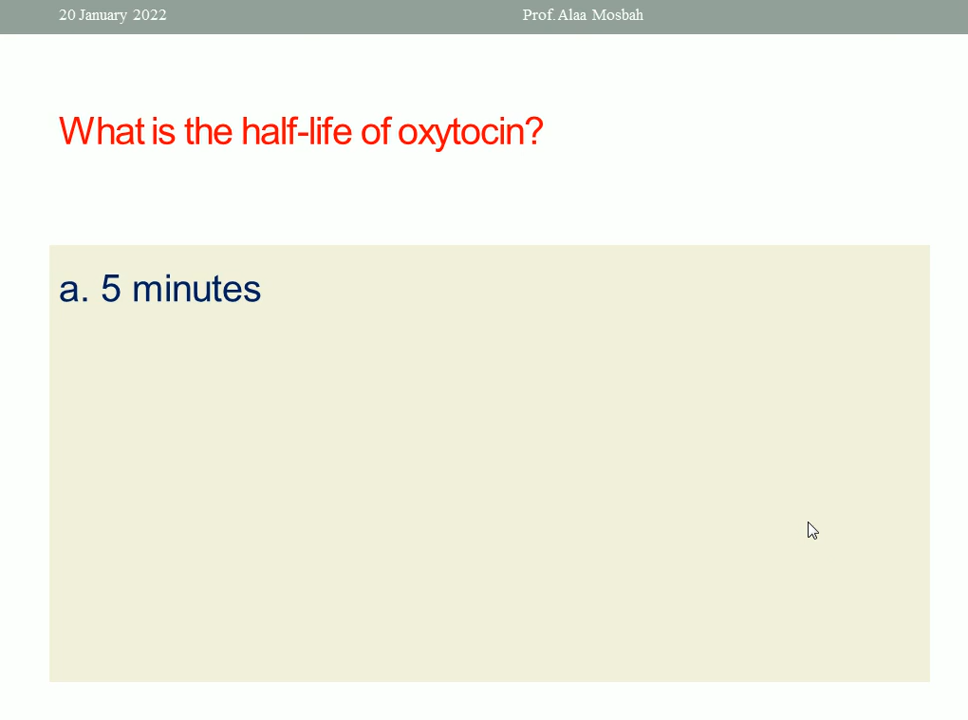 20 January 2022 Prof. Alaa Mosbah
What is the half-life of oxytocin?
a. 5 minutes